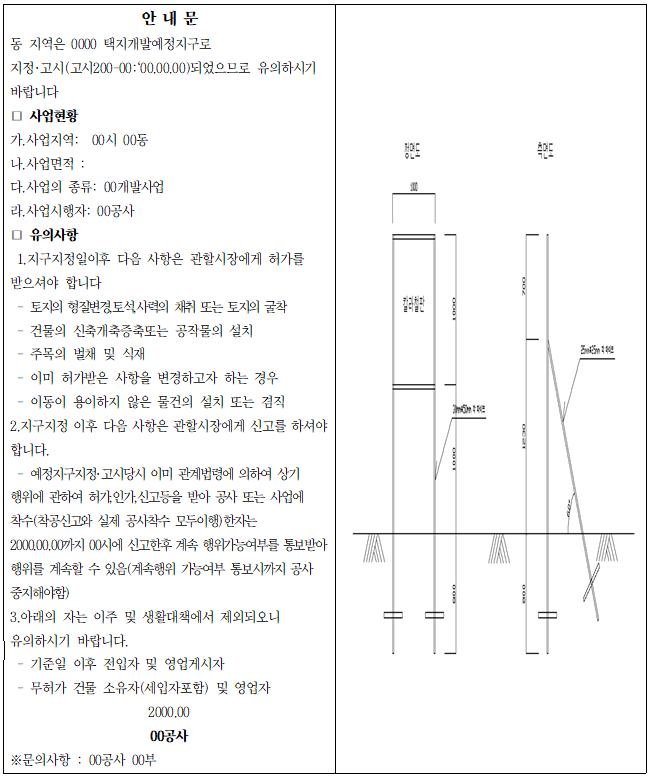 안 내 문
동 지역은 0000 택지개발예정지구로
지정·고시(고시200-00:‘00.00.00)되었으므로 유의하시기
바랍니다
□ 사업현황
가.사업지역: 00시 00동
나.사업면적 :
다.사업의 종류: 00개발사업
라.사업시행자: 00공사
□ 유의사항
1.지구지정일이후 다음 사항은 관할시장에게 허가를
받으셔야 합니다
- 토지의 형질변경,토석,사력의 채취 또는 토지의 굴착
- 건물의 신축개축증축또는 공작물의 설치
- 주목의 벌채 및 식재
- 이미 허가받은 사항을 변경하고자 하는 경우
- 이동이 용이하지 않은 물건의 설치 또는 겸직
2.지구지정 이후 다음 사항은 관할시장에게 신고를 하셔야
합니다.
- 예정지구지정·고시당시 이미 관계법령에 의하여 상기
행위에 관하여 허가,인가,신고등을 받아 공사 또는 사업에
착수(착공신고와 실제 공사착수 모두이행)한자는
2000.00.00까지 00시에 신고한후 계속 행위가능여부를 통보받아
행위를 계속할 수 있음(계속행위 가능여부 통보시까지 공사
중지해야함)
3.아래의 자는 이주 및 생활대책에서 제외되오니
유의하시기 바랍니다.
- 기준일 이후 전입자 및 영업게시자
- 무허가 건물 소유자(세입자포함) 및 영업자
2000.00
00공사
※문의사항 : 00공사 00부
정면도
측면도
1000
칼라철판
700
1250